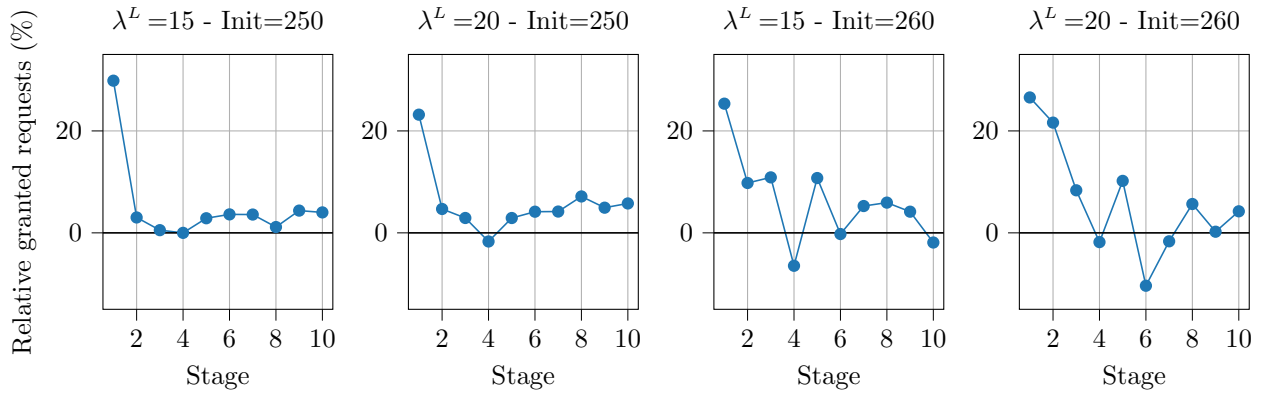 λ^L =15 - Init=250
λ^L =20 - Init=250
λ^L =15 - Init=260
λ^L =20 - Init=260
Relative granted requests (%)
20
0
2 4 6 8 10
Stage
20
0
2 4 6 8 10
Stage
20
0
2 4 6 8 10
Stage
20
0
2 4 6 8 10
Stage